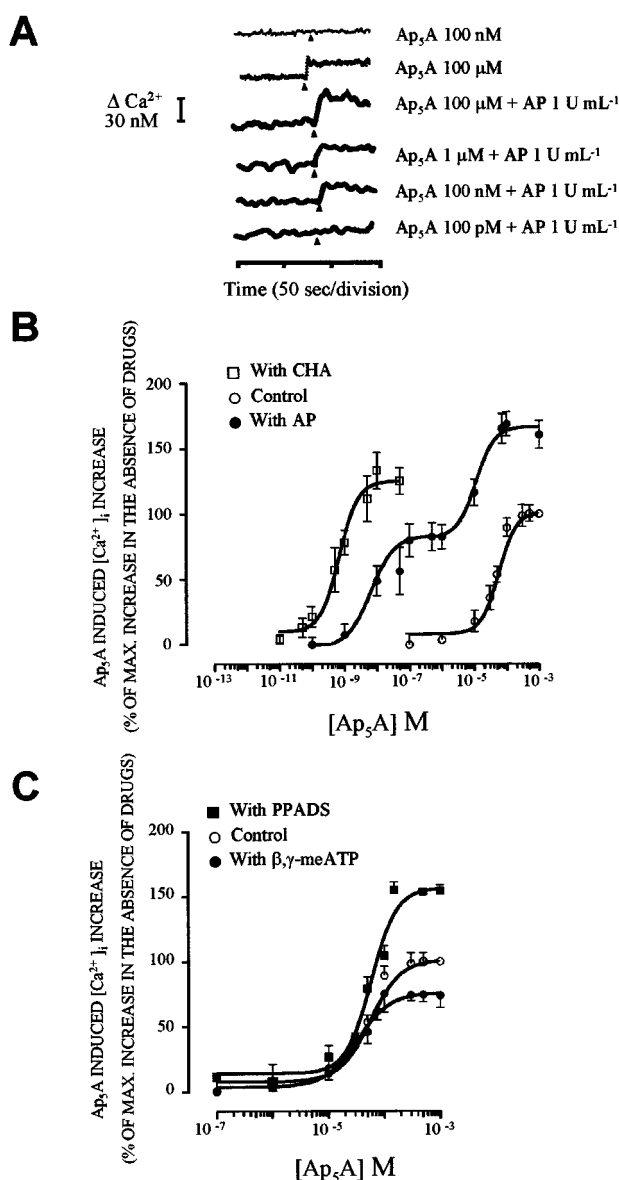 A
Ap₅A 100 nM
Ap₅A 100 μM
Δ Ca²⁺
30 nM
Ap₅A 100 μM + AP 1 U mL⁻¹
Ap₅A 1 μM + AP 1 U mL⁻¹
Ap₅A 100 nM + AP 1 U mL⁻¹
Ap₅A 100 pM + AP 1 U mL⁻¹
Time (50 sec/division)
B
Ap₅A INDUCED [Ca²⁺]ᵢ INCREASE
(% OF MAX. INCREASE IN THE ABSENCE OF DRUGS)
With CHA
Control
With AP
200
150
100
50
0
10⁻¹³ 10⁻¹¹ 10⁻⁹ 10⁻⁷ 10⁻⁵ 10⁻³
[Ap₅A] M
C
Ap₅A INDUCED [Ca²⁺]ᵢ INCREASE
(% OF MAX. INCREASE IN THE ABSENCE OF DRUGS)
With PPADS
Control
With β,γ-meATP
200
150
100
50
0
10⁻⁷ 10⁻⁵ 10⁻³
[Ap₅A] M